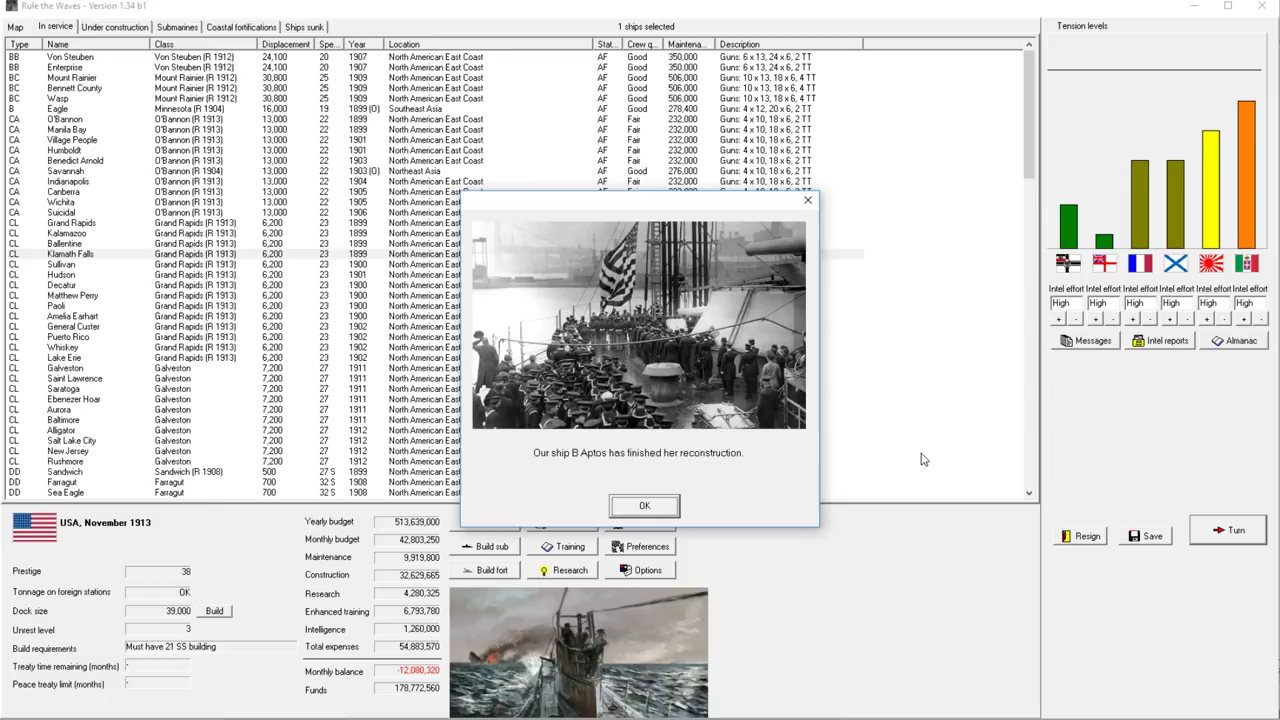 Rule the Waves - Version 1.34 b1
Map In service Under construction Submarines Coastal fortifications Ships sunk 1 ships selected Tension levels
Type Name Class Displacement Spe... Year Location Stat... Crew q... Maintena... Description
BB Von Steuben Von Steuben (R 1912) 24,100 20 1907 North American East Coast AF Good 350,000 Guns: 6 x 13, 24 x 6, 2 TT
BB Enterprise Von Steuben (R 1912) 24,100 20 1907 North American East Coast AF Good 350,000 Guns: 6 x 13, 24 x 6, 2 TT
BC Mount Rainier Mount Rainier (R 1912) 30,800 25 1909 North American East Coast AF Good 506,000 Guns: 10 x 13, 18 x 6, 4 TT
BC Bennett County Mount Rainier (R 1912) 30,800 25 1909 North American East Coast AF Good 506,000 Guns: 10 x 13, 18 x 6, 4 TT
BC Wasp Mount Rainier (R 1912) 30,800 25 1909 North American East Coast AF Good 506,000 Guns: 10 x 13, 18 x 6, 4 TT
B Eagle Minnesota (R 1904) 16,000 19 1899 (O) Southeast Asia AF Good 278,400 Guns: 4 x 12, 20 x 6, 2 TT
CA O'Bannon O'Bannon (R 1913) 13,000 22 1899 North American East Coast AF Fair 232,000 Guns: 4 x 10, 18 x 6, 2 TT
CA Manila Bay O'Bannon (R 1913) 13,000 22 1899 North American East Coast AF Fair 232,000 Guns: 4 x 10, 18 x 6, 2 TT
CA Village People O'Bannon (R 1913) 13,000 22 1901 North American East Coast AF Fair 232,000 Guns: 4 x 10, 18 x 6, 2 TT
CA Humboldt O'Bannon (R 1913) 13,000 22 1901 North American East Coast AF Fair 232,000 Guns: 4 x 10, 18 x 6, 2 TT
CA Benedict Arnold O'Bannon (R 1913) 13,000 22 1903 North American East Coast AF Fair 232,000 Guns: 4 x 10, 18 x 6, 2 TT
CA Savannah O'Bannon (R 1904) 13,000 22 1903 (O) Northeast Asia AF Good 276,000 Guns: 4 x 10, 18 x 6, 2 TT
CA Indianapolis O'Bannon (R 1913) 13,000 22 1904 North American East Coast AF Fair 232,000 Guns: 4 x 10, 18 x 6, 2 TT
CA Canberra O'Bannon (R 1913) 13,000 22 1905
CA Wichita O'Bannon (R 1913) 13,000 22 1905 North American East
CA Suicidal O'Bannon (R 1913) 13,000 22 1906 North American East
CL Grand Rapids Grand Rapids (R 1913) 6,200 23 1899 North American East
CL Kalamazoo Grand Rapids (R 1913) 6,200 23 1899 North American East
CL Ballentine Grand Rapids (R 1913) 6,200 23 1899 North American East
CL Klamath Falls Grand Rapids (R 1913) 6,200 23 1899 North American East
CL Sullivan Grand Rapids (R 1913) 6,200 23 1900 North American East
CL Hudson Grand Rapids (R 1913) 6,200 23 1901 North American East
CL Decatur Grand Rapids (R 1913) 6,200 23 1900 North American East
CL Matthew Perry Grand Rapids (R 1913) 6,200 23 1900 North American East
CL Paoli Grand Rapids (R 1913) 6,200 23 1900 North American East
CL Amelia Earhart Grand Rapids (R 1913) 6,200 23 1900 North American East
CL General Custer Grand Rapids (R 1913) 6,200 23 1902 North American East
CL Puerto Rico Grand Rapids (R 1913) 6,200 23 1902 North American East
CL Whiskey Grand Rapids (R 1913) 6,200 23 1902 North American East
CL Lake Erie Grand Rapids (R 1913) 6,200 23 1902 North American East
CL Galveston Galveston 7,200 27 1911 North American East
CL Saint Lawrence Galveston 7,200 27 1911 North American East
CL Saratoga Galveston 7,200 27 1911 North American East
CL Ebenezer Hoar Galveston 7,200 27 1911 North American East
CL Aurora Galveston 7,200 27 1911 North American East
CL Baltimore Galveston 7,200 27 1911 North American East
CL Alligator Galveston 7,200 27 1912 North American East
CL Salt Lake City Galveston 7,200 27 1912 North American East
CL New Jersey Galveston 7,200 27 1912 North American East
CL Rushmore Galveston 7,200 27 1912 North American East
DD Sandwich Sandwich (R 1908) 500 27 S 1899 North American East
DD Farragut Farragut 700 32 S 1908 North American East
DD Sea Eagle Farragut 700 32 S 1908 North American East
Our ship B Aptos has finished her reconstruction.
OK
Intel effort Intel effort Intel effort Intel effort Intel effort Intel effort
High High High High High High
+ - + - + - + - + - + -
Messages Intel reports Almanac
USA, November 1913
Prestige 38
Tonnage on foreign stations OK
Dock size 39,000 Build
Unrest level 3
Build requirements Must have 21 SS building
Treaty time remaining (months) -
Peace treaty limit (months) -
Yearly budget 513,639,000
Monthly budget 42,803,250
Maintenance 9,919,800
Construction 32,629,665
Research 4,280,325
Enhanced training 6,793,780
Intelligence 1,260,000
Total expenses 54,883,570
Monthly balance -12,080,320
Funds 178,772,560
Build sub Training Preferences
Build fort Research Options
Resign Save Turn